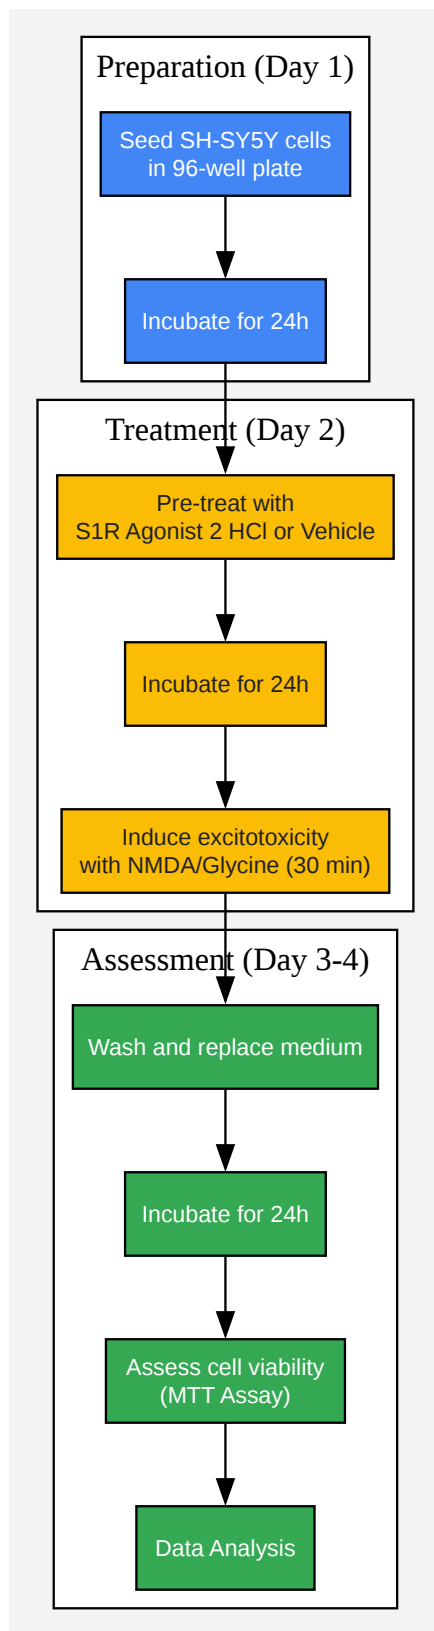 Preparation (Day 1)
Seed SH-SY5Y cells
in 96-well plate
Incubate for 24h
Treatment (Day 2)
Pre-treat with
S1R Agonist 2 HCl or Vehicle
Incubate for 24h
Induce excitotoxicity
with NMDA/Glycine (30 min)
Assessment (Day 3-4)
Wash and replace medium
Incubate for 24h
Assess cell viability
(MTT Assay)
Data Analysis